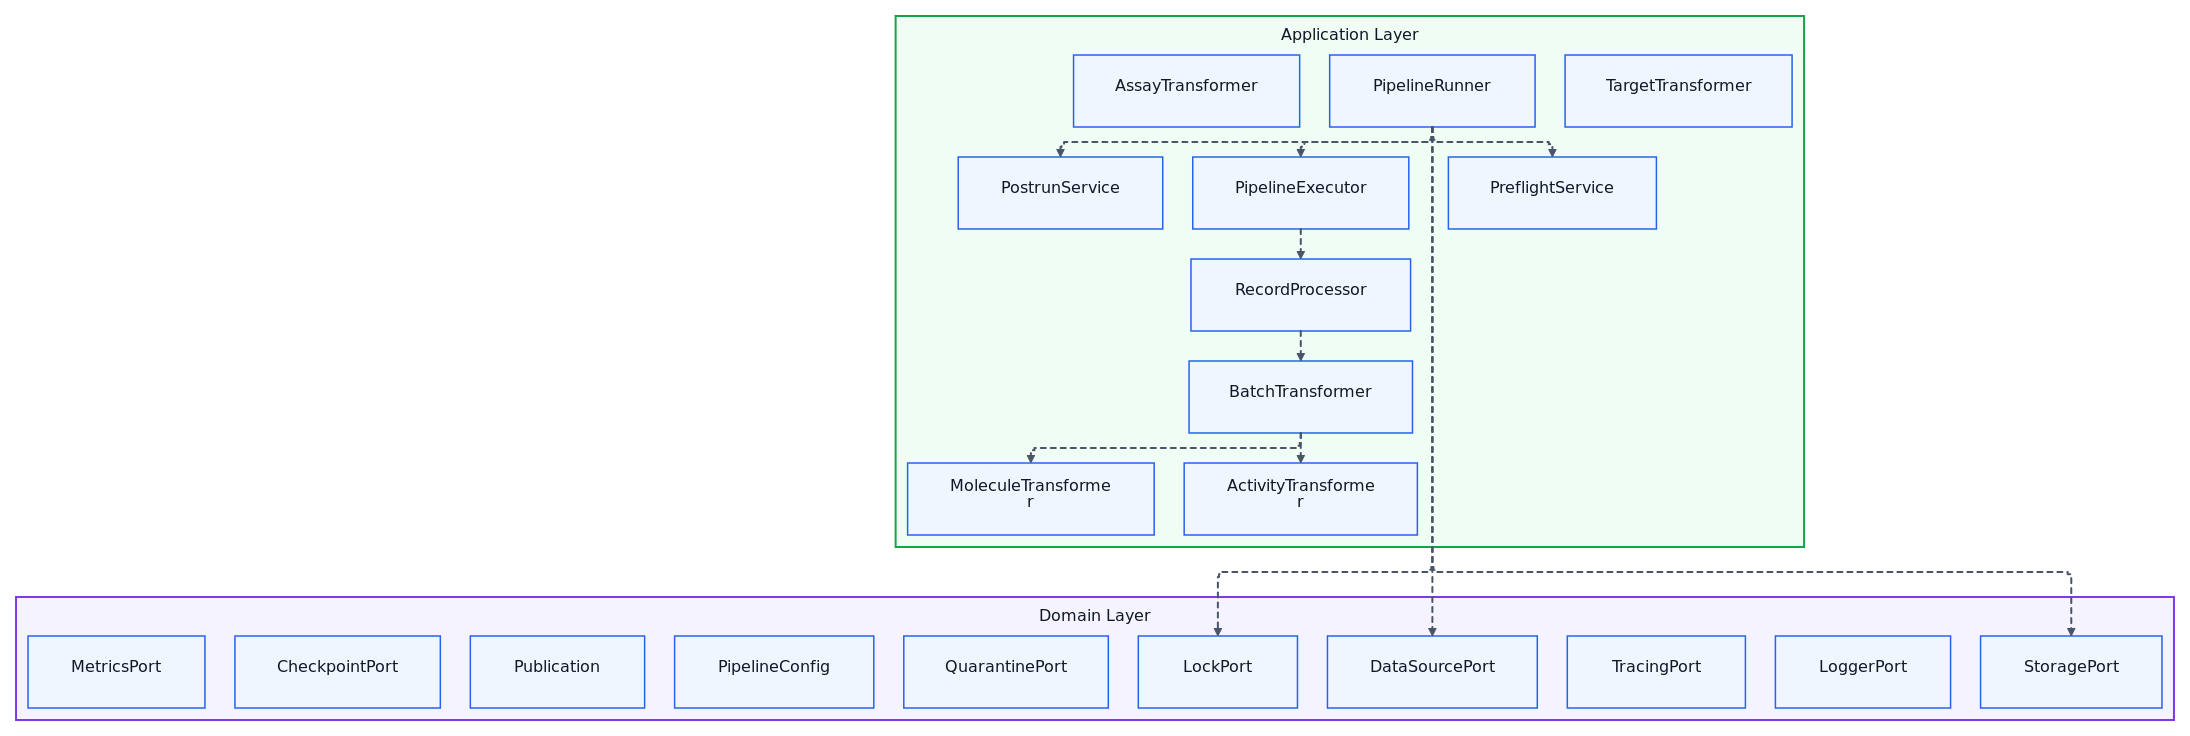 Application Layer
AssayTransformer
PipelineRunner
TargetTransformer
PostrunService
PipelineExecutor
PreflightService
RecordProcessor
BatchTransformer
MoleculeTransforme
r
ActivityTransforme
r
Domain Layer
MetricsPort
CheckpointPort
Publication
PipelineConfig
QuarantinePort
LockPort
DataSourcePort
TracingPort
LoggerPort
StoragePort